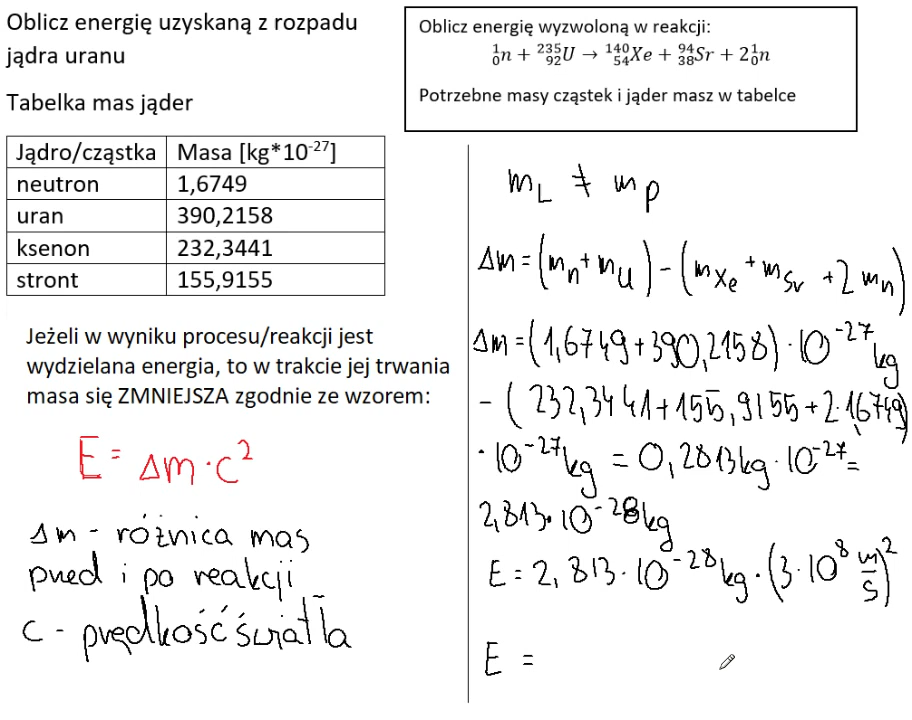 Oblicz energię uzyskaną z rozpadu
jądra uranu
Tabelka mas jąder
Jądro/cząstka Masa [kg*10⁻²⁷]
neutron 1,6749
uran 390,2158
ksenon 232,3441
stront 155,9155
Jeżeli w wyniku procesu/reakcji jest
wydzielana energia, to w trakcie jej trwania
masa się ZMNIEJSZA zgodnie ze wzorem:
E = Δm·c²
Δm - różnica mas
pred i po reakcji
c - prędkość światła
Oblicz energię wyzwoloną w reakcji:
¹₀n + ²³⁵₉₂U → ¹⁴⁰₅₄Xe + ⁹⁴₃₈Sr + 2¹₀n
Potrzebne masy cząstek i jąder masz w tabelce
m_L ≠ m_p
Δm = (m_n + m_U) - (m_Xe + m_Sr + 2m_n)
Δm = (1,6749+390,2158)·10⁻²⁷ kg
- (232,3441+155,9155+2·1,6749)
·10⁻²⁷ kg = 0,2813kg·10⁻²⁷ =
2,813·10⁻²⁸ kg
E = 2,813·10⁻²⁸ kg·(3·10⁸ m/s)²
E =